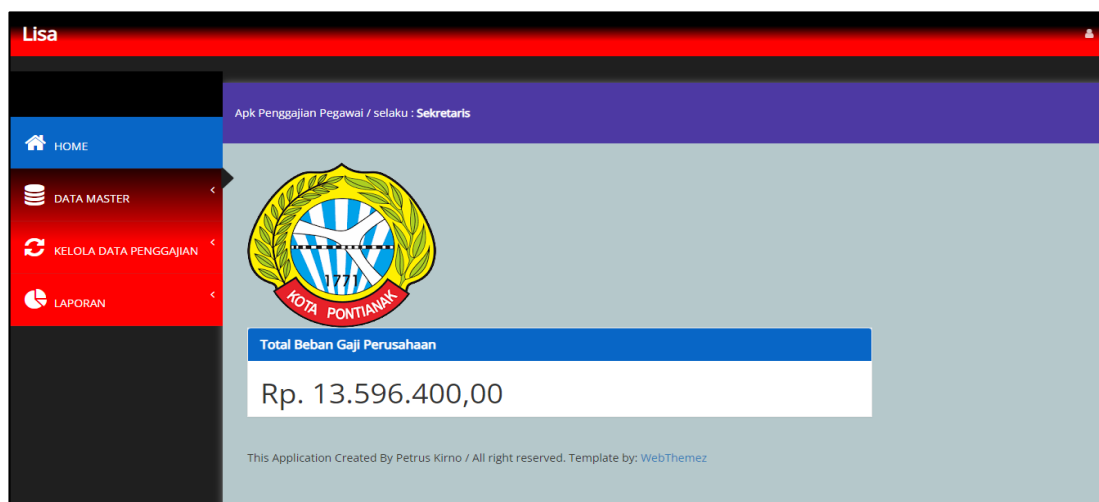 Lisa
Apk Penggajian Pegawai / selaku : Sekretaris
HOME
DATA MASTER
KELOLA DATA PENGGAJIAN
LAPORAN
1771
KOTA PONTIANAK
Total Beban Gaji Perusahaan
Rp. 13.596.400,00
This Application Created By Petrus Kirno / All right reserved. Template by: WebThemez